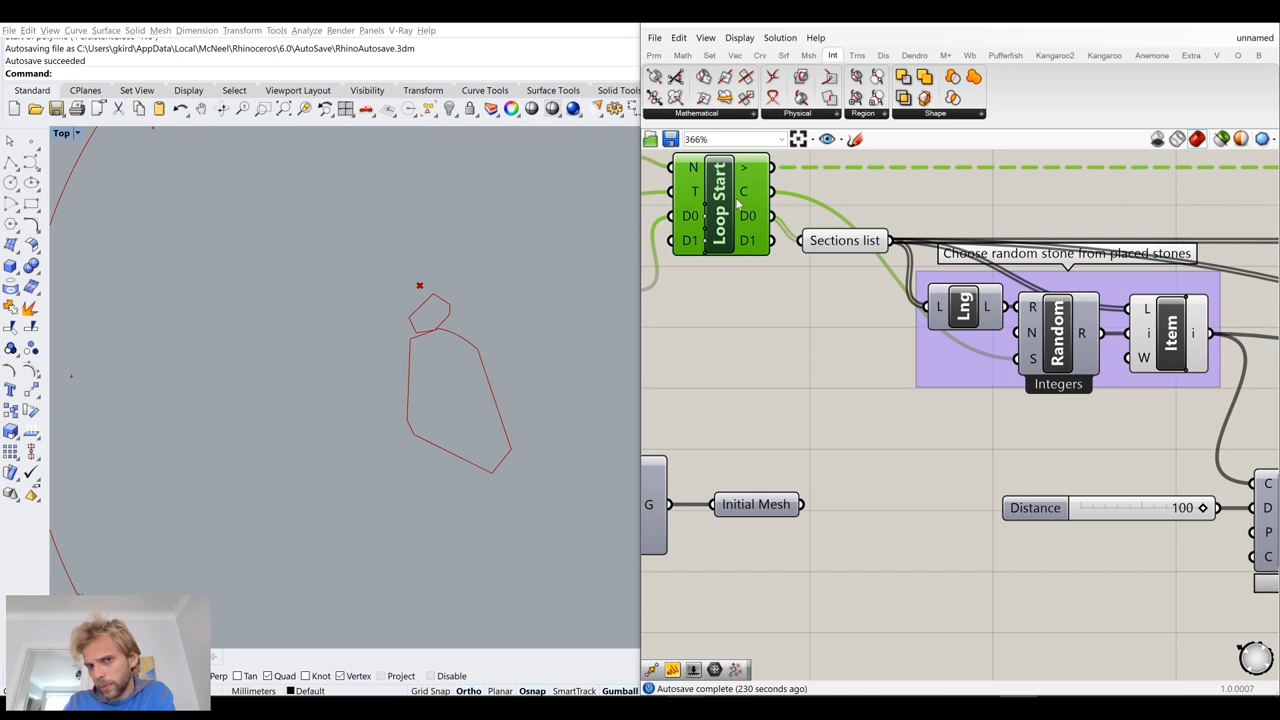 File Edit View Curve Surface Solid Mesh Dimension Transform Tools Analyze Render Panels V-Ray Help
Autosaving file as C:\Users\gkird\AppData\Local\McNeel\Rhinoceros\6.0\AutoSave\RhinoAutosave.3dm
Autosave succeeded
Command:
Standard CPlanes Set View Display Select Viewport Layout Visibility Transform Curve Tools Surface Tools Solid Tools
Top
Perp Tan Quad Knot Vertex Project Disable
Millimeters Default Grid Snap Ortho Planar Osnap SmartTrack Gumball
File Edit View Display Solution Help unnamed
Prm Math Set Vec Crv Srf Msh Int Trns Dis Dendro M+ Wb Pufferfish Kangaroo2 Kangaroo Anemone Extra V O B
Mathematical Physical Region Shape
366%
N Loop Start >
T C
D0 D0
D1 D1
Sections list
Choose random stone from placed stones
L Lng L
R Random R
N
S
Integers
L Item i
i
W
G
Initial Mesh
Distance 100
C
D
P
C
Autosave complete (230 seconds ago) 1.0.0007